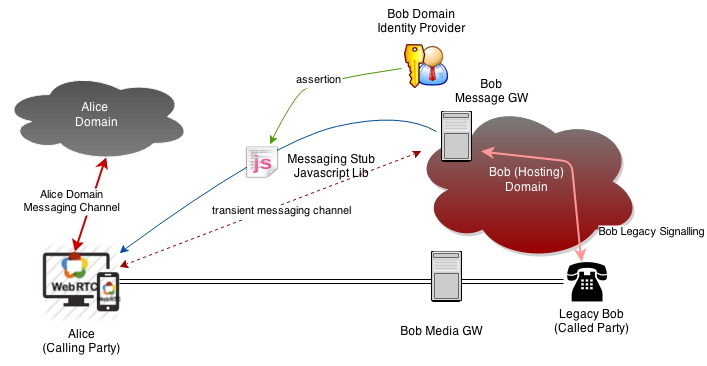 Bob Domain
Identity Provider
assertion
Bob
Message GW
Alice
Domain
js
Messaging Stub
Javascript Lib
Bob (Hosting)
Domain
Alice Domain
Messaging Channel
transient messaging channel
Bob Legacy Signalling
WebRTC
WebRTC
Alice
(Calling Party)
Bob Media GW
Legacy Bob
(Called Party)